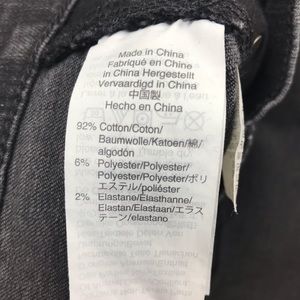 Made in China
Fabriqué en Chine
in China Hergestellt
Vervaardigd in China
中国製
Hecho en China
92% Cotton/Coton/
Baumwolle/Katoen/綿/
algodón
6% Polyester/Polyester/
Polyester/Polyester/ポリ
エステル/poliéster
2% Elastane/Elasthanne/
Elastan/Elastaan/エラス
テーン/elastano